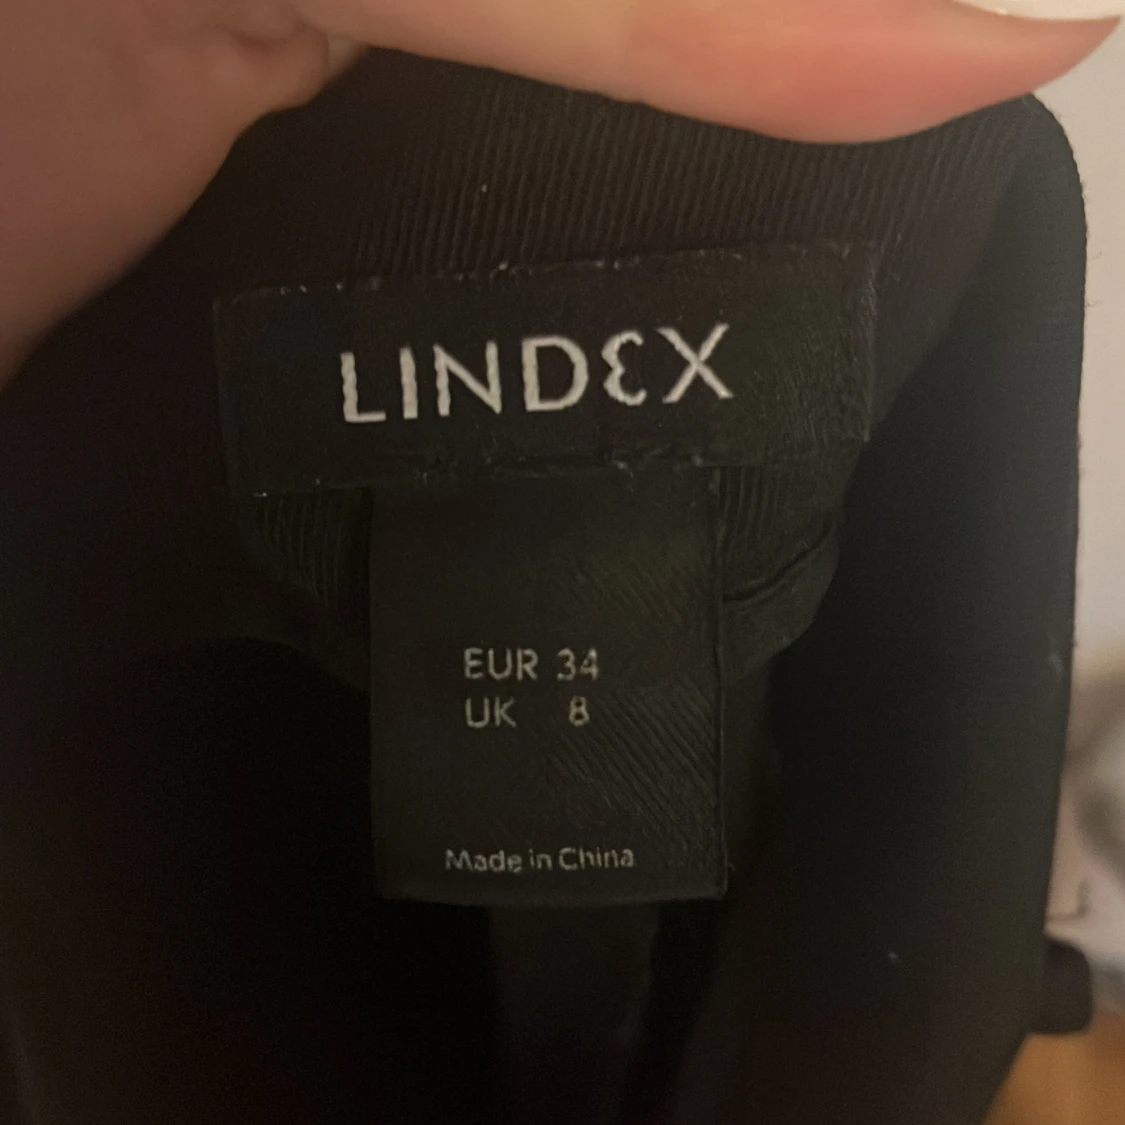 LINDEX
EUR 34
UK 8
Made in China